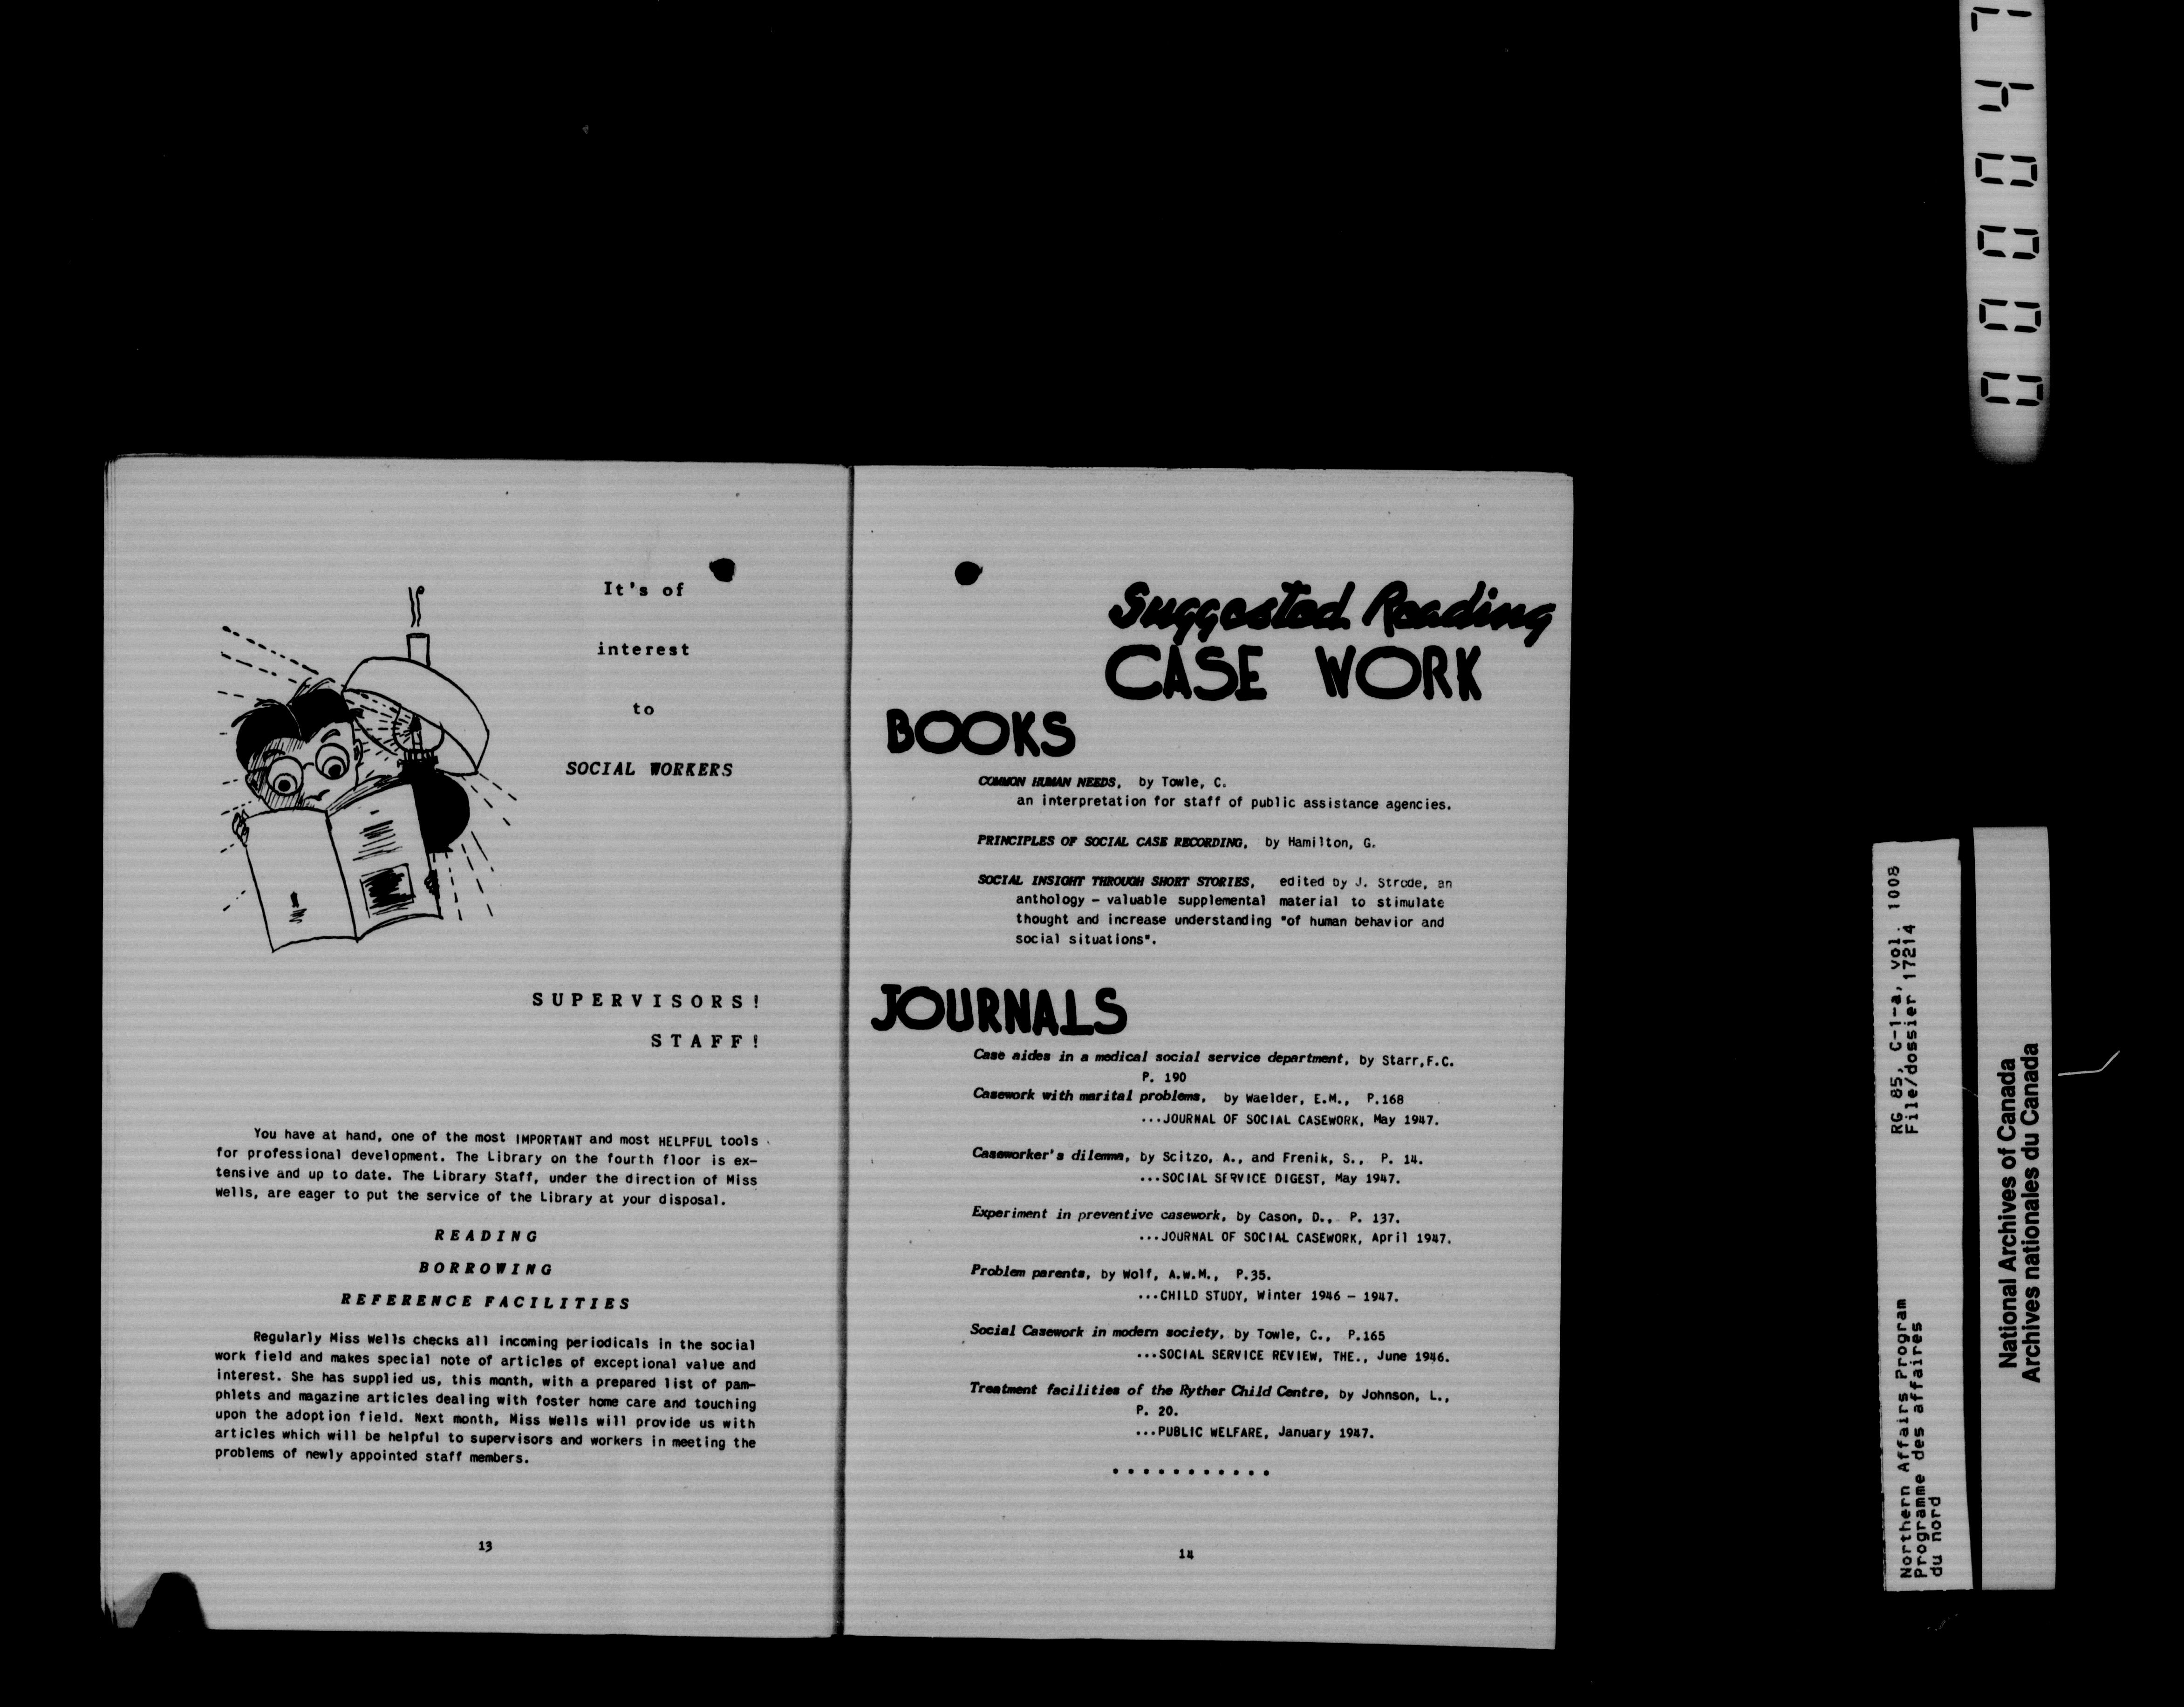 It's of
interest
to
SOCIAL WORKERS
SUPERVISORS!
STAFF!
You have at hand, one of the most IMPORTANT and most HELPFUL tools
for professional development. The Library on the fourth floor is ex-
tensive and up to date. The Library Staff, under the direction of Miss
Wells, are eager to put the service of the Library at your disposal.
READING
BORROWING
REFERENCE FACILITIES
Regularly Miss Wells checks all incoming periodicals in the social
work field and makes special note of articles of exceptional value and
interest. She has supplied us, this month, with a prepared list of pam-
phlets and magazine articles dealing with foster home care and touching
upon the adoption field. Next month, Miss Wells will provide us with
articles which will be helpful to supervisors and workers in meeting the
problems of newly appointed staff members.
13
Suggested Reading
CASE WORK
BOOKS
COMMON HUMAN NEEDS, by Towle, C.
an interpretation for staff of public assistance agencies.
PRINCIPLES OF SOCIAL CASE RECORDING, by Hamilton, G.
SOCIAL INSIGHT THROUGH SHORT STORIES, edited by J. Strode, an
anthology - valuable supplemental material to stimulate
thought and increase understanding "of human behavior and
social situations".
JOURNALS
Case aides in a medical social service department, by Starr,F.C.
P. 190
Casework with marital problems, by Waelder, E.M., P.168
...JOURNAL OF SOCIAL CASEWORK, May 1947.
Caseworker's dilemma, by Scitzo, A., and Frenik, S., P. 14.
...SOCIAL SERVICE DIGEST, May 1947.
Experiment in preventive casework, by Cason, D., P. 137.
...JOURNAL OF SOCIAL CASEWORK, April 1947.
Problem parents, by Wolf, A.W.M., P.35.
...CHILD STUDY, Winter 1946 - 1947.
Social Casework in modern society, by Towle, C., P.165
...SOCIAL SERVICE REVIEW, THE., June 1946.
Treatment facilities of the Ryther Child Centre, by Johnson, L.,
P. 20.
...PUBLIC WELFARE, January 1947.
...........
14
RG 85, C-1-a, vol. 1008
File/dossier 17214
Northern Affairs Program
Programme des affaires
du nord
National Archives of Canada
Archives nationales du Canada